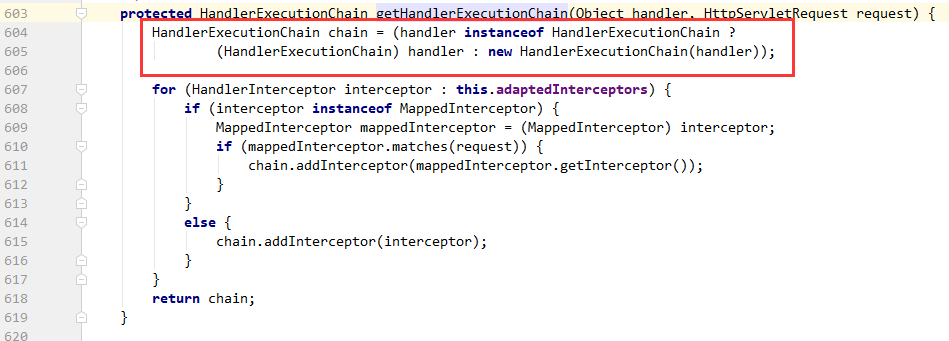 603 protected HandlerExecutionChain getHandlerExecutionChain(Object handler, HttpServletRequest request) {
604 HandlerExecutionChain chain = (handler instanceof HandlerExecutionChain ?
605 (HandlerExecutionChain) handler : new HandlerExecutionChain(handler));
606
607 for (HandlerInterceptor interceptor : this.adaptedInterceptors) {
608 if (interceptor instanceof MappedInterceptor) {
609 MappedInterceptor mappedInterceptor = (MappedInterceptor) interceptor;
610 if (mappedInterceptor.matches(request)) {
611 chain.addInterceptor(mappedInterceptor.getInterceptor());
612 }
613 }
614 else {
615 chain.addInterceptor(interceptor);
616 }
617 }
618 return chain;
619 }
620